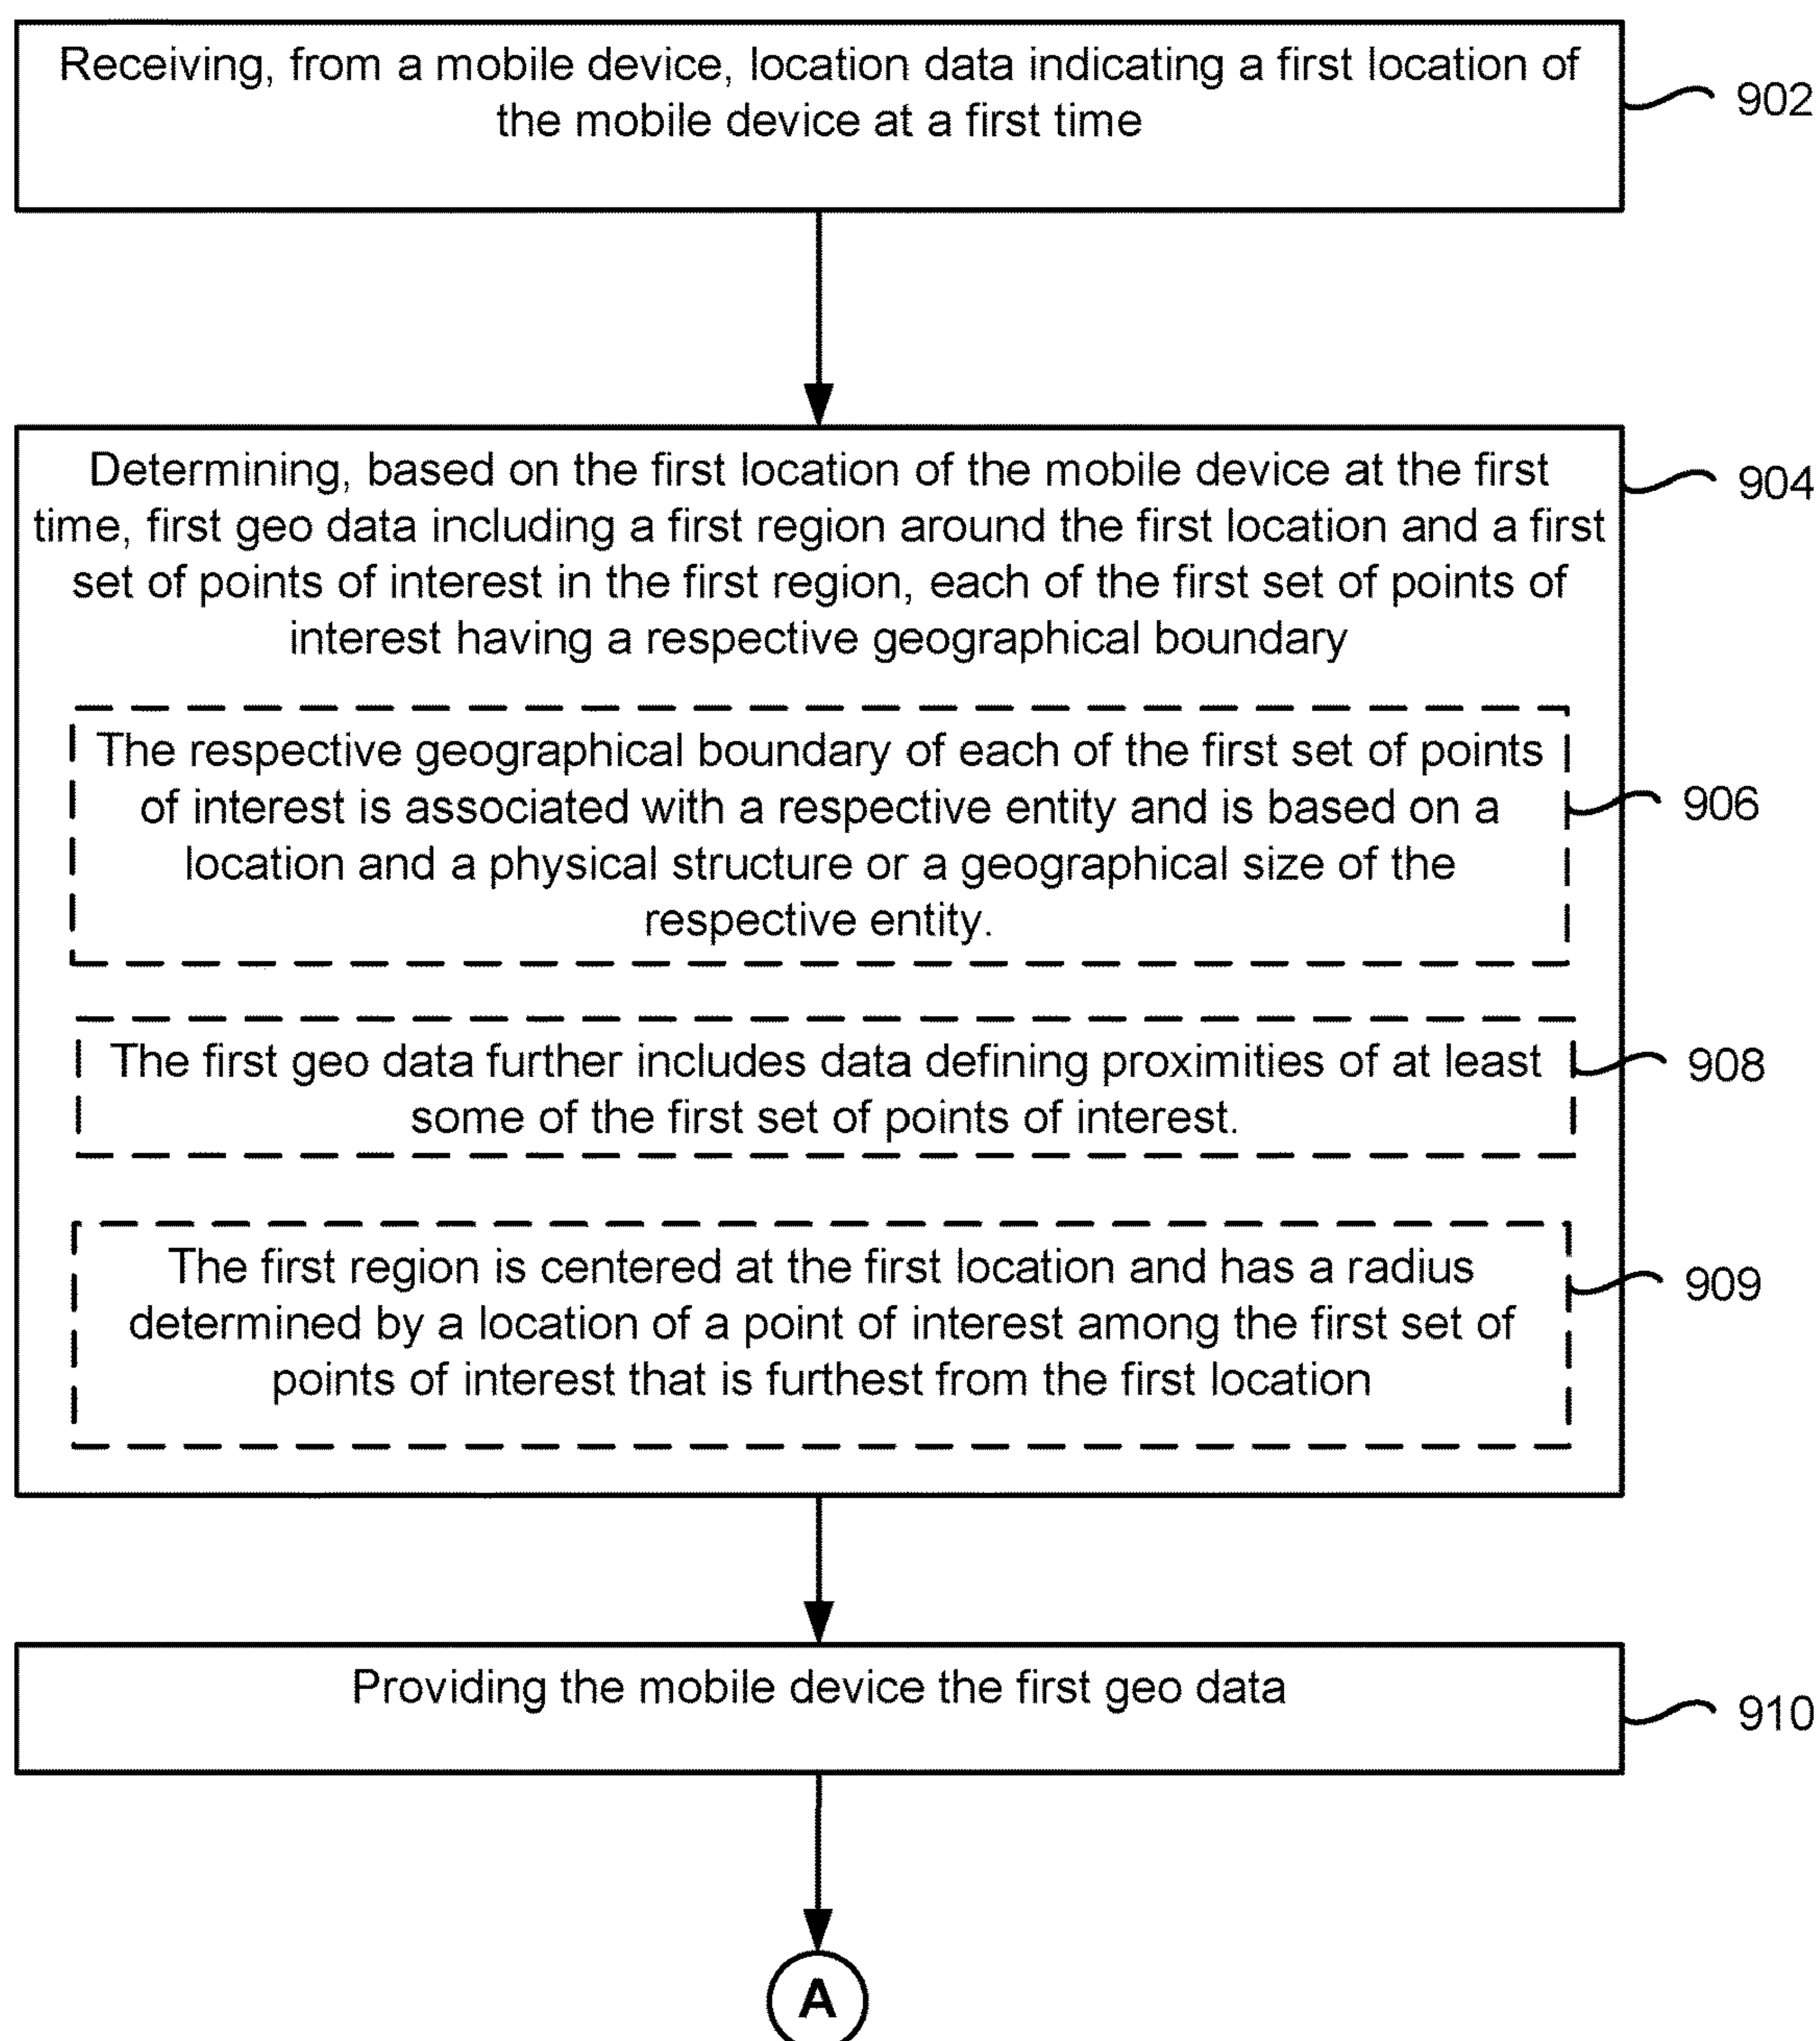 Receiving, from a mobile device, location data indicating a first location of
the mobile device at a first time
902
Determining, based on the first location of the mobile device at the first
time, first geo data including a first region around the first location and a first
set of points of interest in the first region, each of the first set of points of
interest having a respective geographical boundary
904
The respective geographical boundary of each of the first set of points
of interest is associated with a respective entity and is based on a
location and a physical structure or a geographical size of the
respective entity.
906
The first geo data further includes data defining proximities of at least
some of the first set of points of interest.
908
The first region is centered at the first location and has a radius
determined by a location of a point of interest among the first set of
points of interest that is furthest from the first location
909
Providing the mobile device the first geo data
910
A